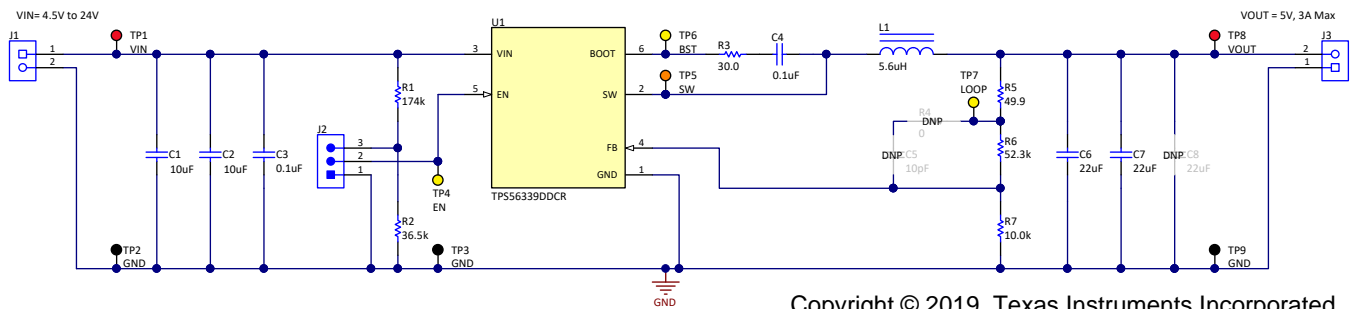 VIN= 4.5V to 24V
VOUT = 5V, 3A Max
J1
1
2
TP1
VIN
U1
3
VIN
BOOT
6
TP6
BST
R3
30.0
C4
0.1uF
L1
5.6uH
TP8
VOUT
J3
2
1
R1
174k
5
EN
SW
2
TP5
SW
TP7
LOOP
R5
49.9
R4
0
DNP
J2
3
2
1
C1
10uF
C2
10uF
C3
0.1uF
FB
4
DNP
C5
10pF
R6
52.3k
C6
22uF
C7
22uF
DNP
C8
22uF
GND
1
TPS56339DDCR
TP4
EN
R2
36.5k
R7
10.0k
TP2
GND
TP3
GND
TP9
GND
GND
Copyright © 2019, Texas Instruments Incorporated